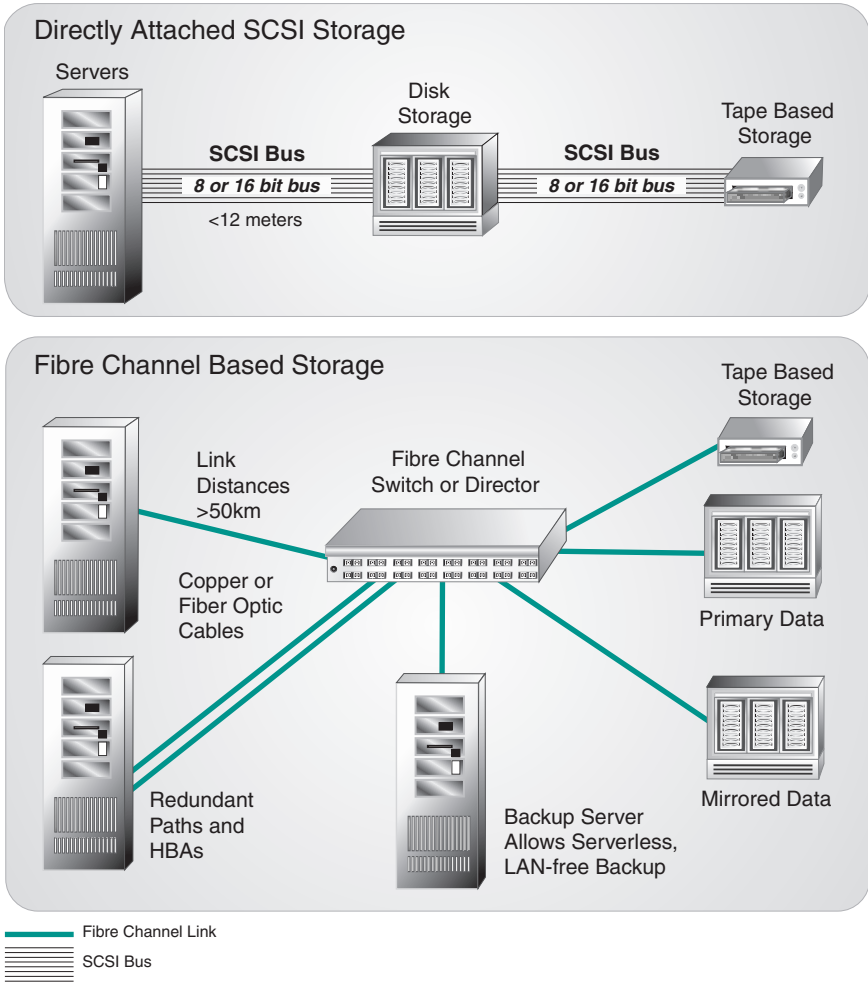 Directly Attached SCSI Storage
Servers
Disk
Storage
Tape Based
Storage
SCSI Bus
8 or 16 bit bus
<12 meters
SCSI Bus
8 or 16 bit bus
Fibre Channel Based Storage
Tape Based
Storage
Link
Distances
>50km
Fibre Channel
Switch or Director
Copper or
Fiber Optic
Cables
Primary Data
Mirrored Data
Redundant
Paths and
HBAs
Backup Server
Allows Serverless,
LAN-free Backup
Fibre Channel Link
SCSI Bus